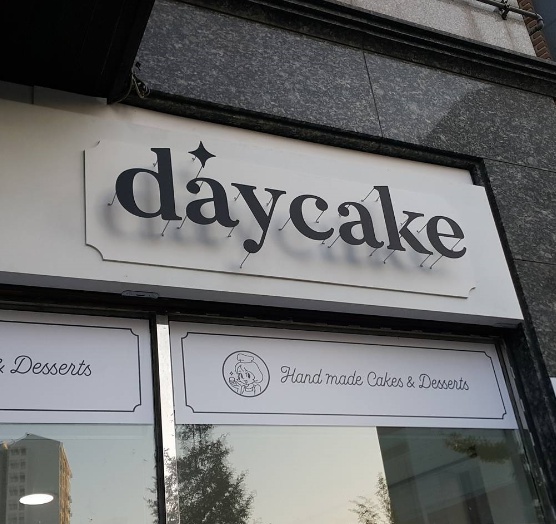 daycake
& Desserts
Hand made Cakes & Desserts